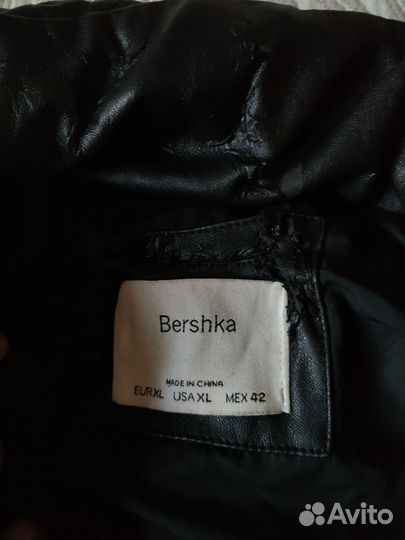 Bershka
MADE IN CHINA
EUR XL USA XL MEX 42
Avito